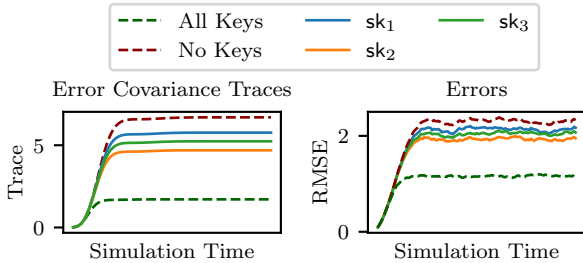 All Keys
No Keys
sk₁
sk₂
sk₃
Error Covariance Traces
Trace
5
0
Simulation Time
Errors
RMSE
2
0
Simulation Time